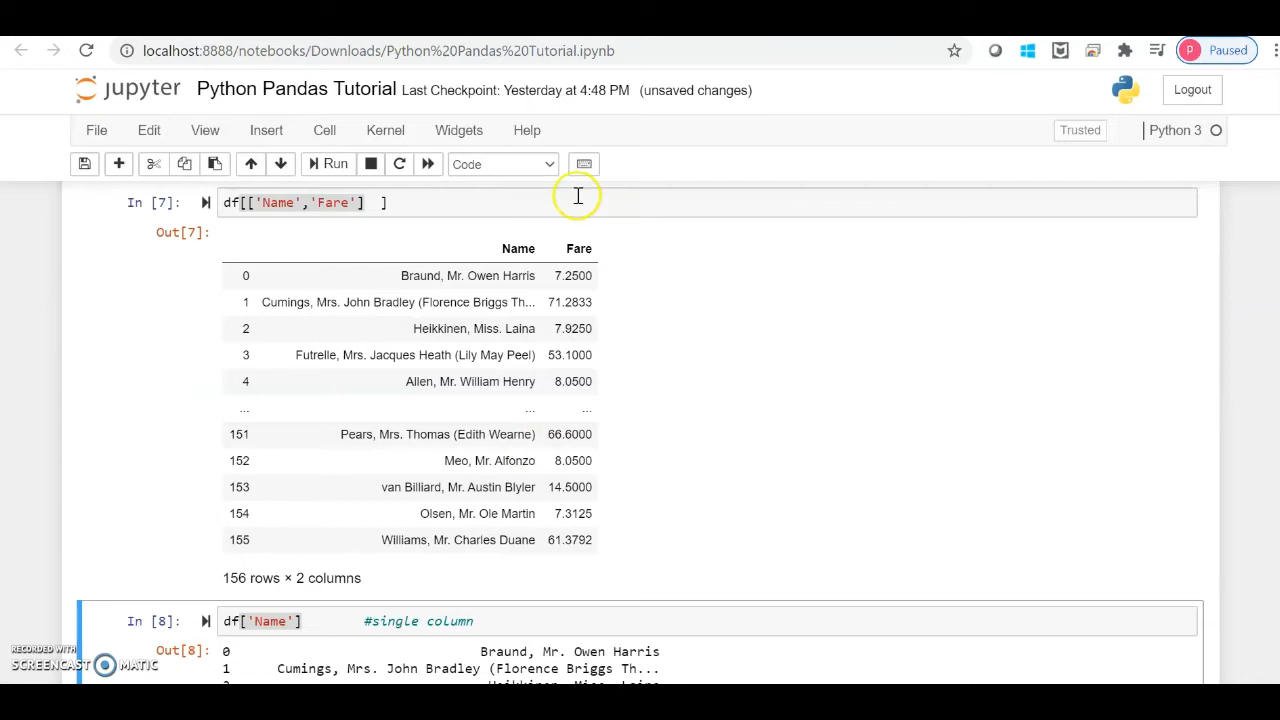 localhost:8888/notebooks/Downloads/Python%20Pandas%20Tutorial.ipynb
P Paused
jupyter Python Pandas Tutorial Last Checkpoint: Yesterday at 4:48 PM (unsaved changes) Logout
File Edit View Insert Cell Kernel Widgets Help Trusted Python 3
Run Code
In [7]: df[['Name','Fare'] ]
Out[7]:
Name Fare
0 Braund, Mr. Owen Harris 7.2500
1 Cumings, Mrs. John Bradley (Florence Briggs Th... 71.2833
2 Heikkinen, Miss. Laina 7.9250
3 Futrelle, Mrs. Jacques Heath (Lily May Peel) 53.1000
4 Allen, Mr. William Henry 8.0500
... ... ...
151 Pears, Mrs. Thomas (Edith Wearne) 66.6000
152 Meo, Mr. Alfonzo 8.0500
153 van Billiard, Mr. Austin Blyler 14.5000
154 Olsen, Mr. Ole Martin 7.3125
155 Williams, Mr. Charles Duane 61.3792
156 rows × 2 columns
In [8]: df['Name'] #single column
Out[8]: 0 Braund, Mr. Owen Harris
1 Cumings, Mrs. John Bradley (Florence Briggs Th...
RECORDED WITH
SCREENCAST MATIC